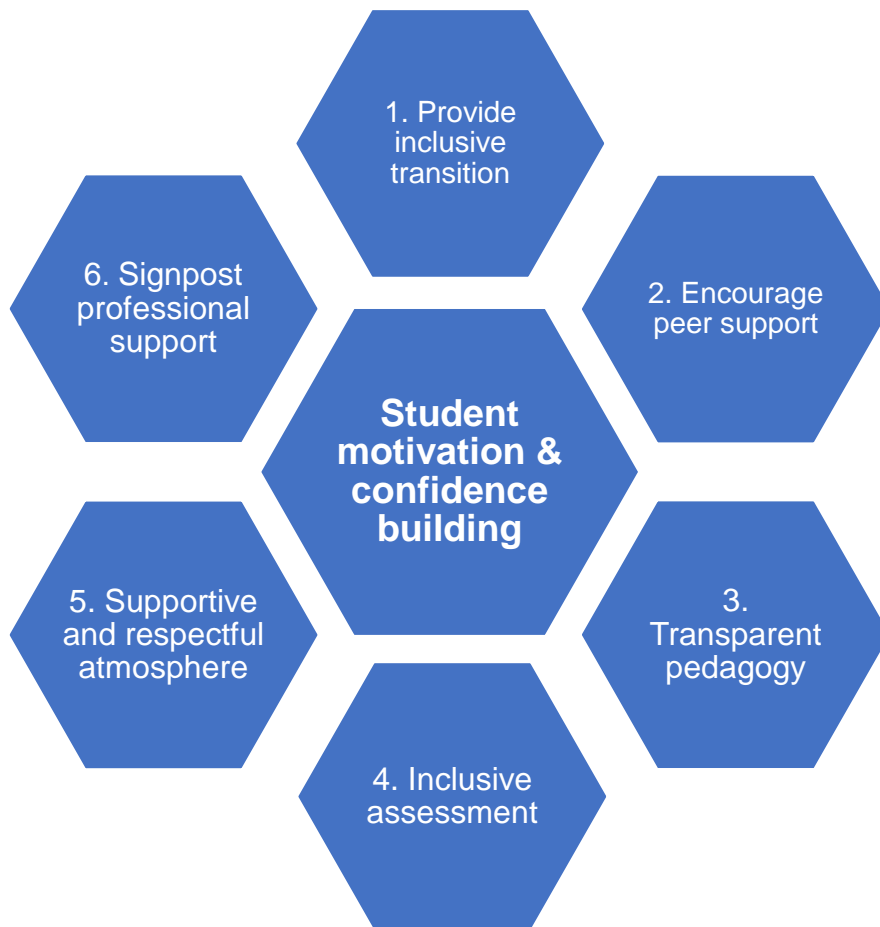 1. Provide
inclusive
transition
2. Encourage
peer support
3.
Transparent
pedagogy
4. Inclusive
assessment
5. Supportive
and respectful
atmosphere
6. Signpost
professional
support
Student
motivation &
confidence
building